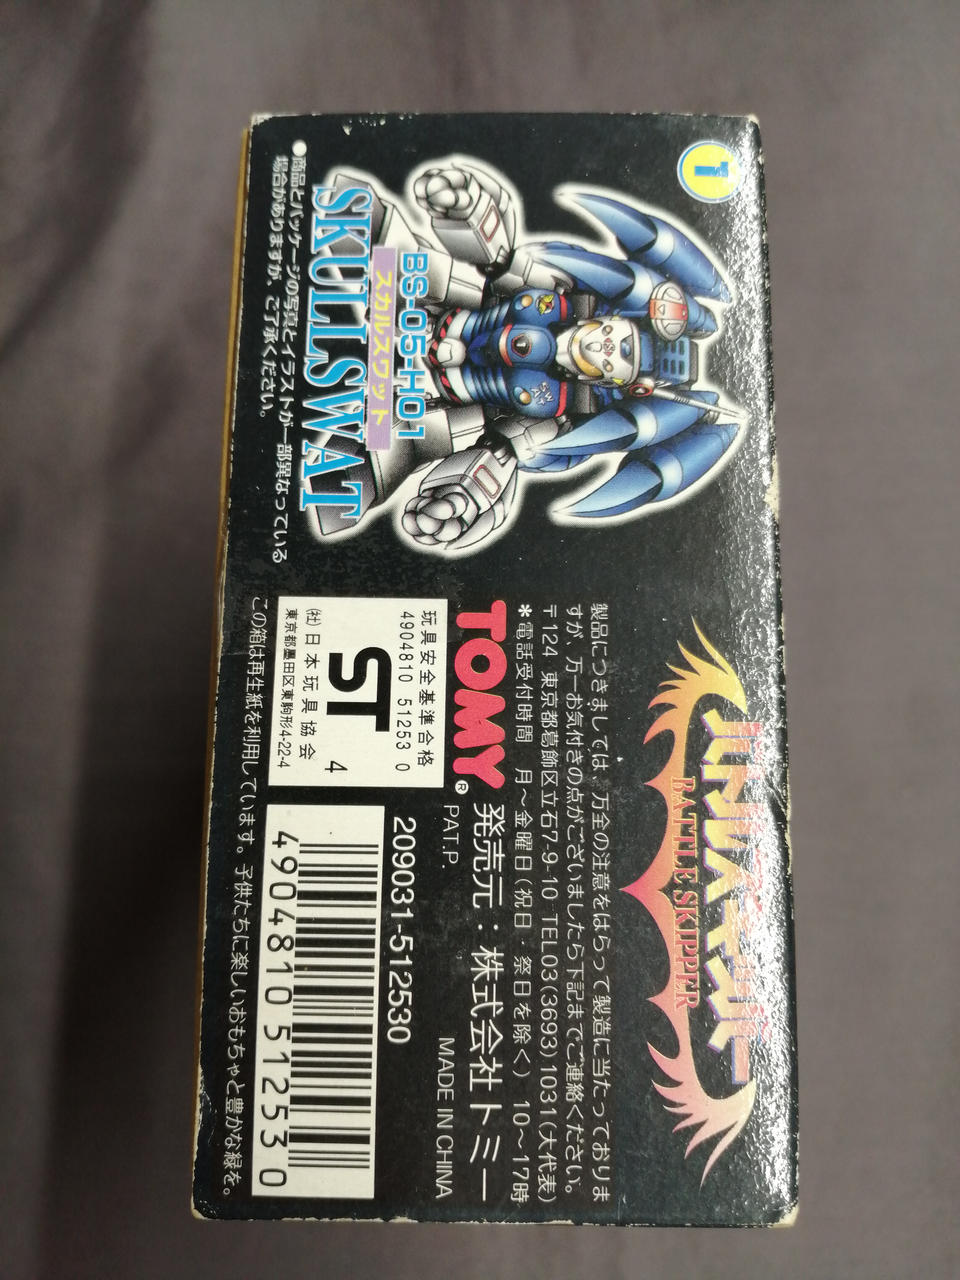 T
BS-05-H01
スカルスワット
SKULLSWAT
●商品とパッケージの写真とイラストが一部異なっている
場合がありますが、ご了承ください。
SWAT
バトルスキッパー
BATTLE SKIPPER
製品につきましては、万全の注意をはらって製造に当たっておりま
すが、万一お気付きの点がございましたら下記までご連絡ください。
〒124 東京都葛飾区立石7-9-10 TEL03(3693)1031(大代表)
＊電話受付時間 月〜金曜日(祝日・祭日を除く) 10〜17時
TOMY® 発売元：株式会社トミー
PAT.P. MADE IN CHINA
玩具安全基準合格
4904810 51253 0
ST 4
(社)日本玩具協会
東京都墨田区東駒形4-22-4
209031-512530
4904810512530
この箱は再生紙を利用しています。子供たちに楽しいおもちゃと豊かな緑を。